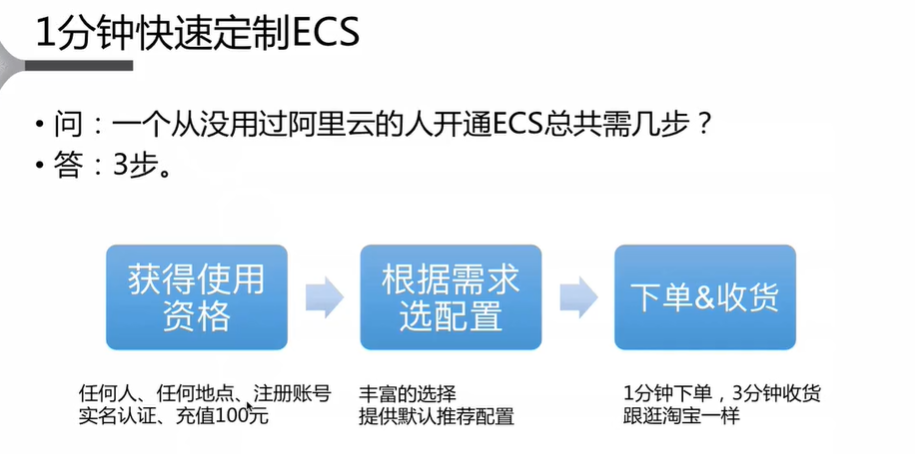 1分钟快速定制ECS
• 问：一个从没用过阿里云的人开通ECS总共需几步？
• 答：3步。
获得使用
资格
根据需求
选配置
下单&收货
任何人、任何地点、注册账号
实名认证、充值100元
丰富的选择
提供默认推荐配置
1分钟下单，3分钟收货
跟逛淘宝一样